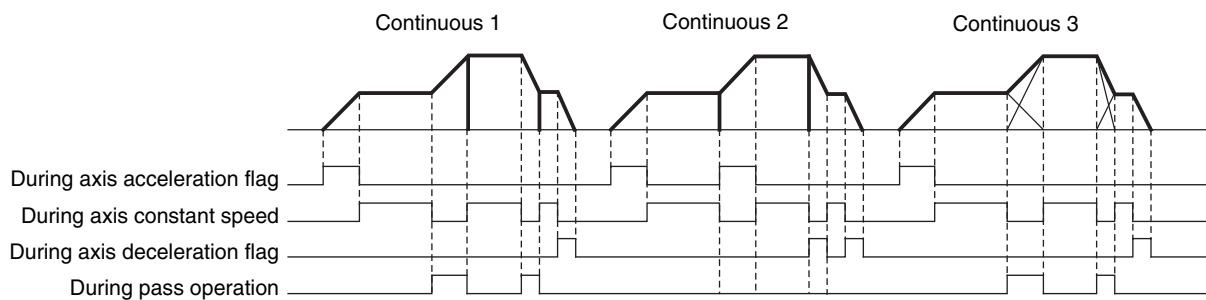 Continuous 1
Continuous 2
Continuous 3
During axis acceleration flag
During axis constant speed
During axis deceleration flag
During pass operation